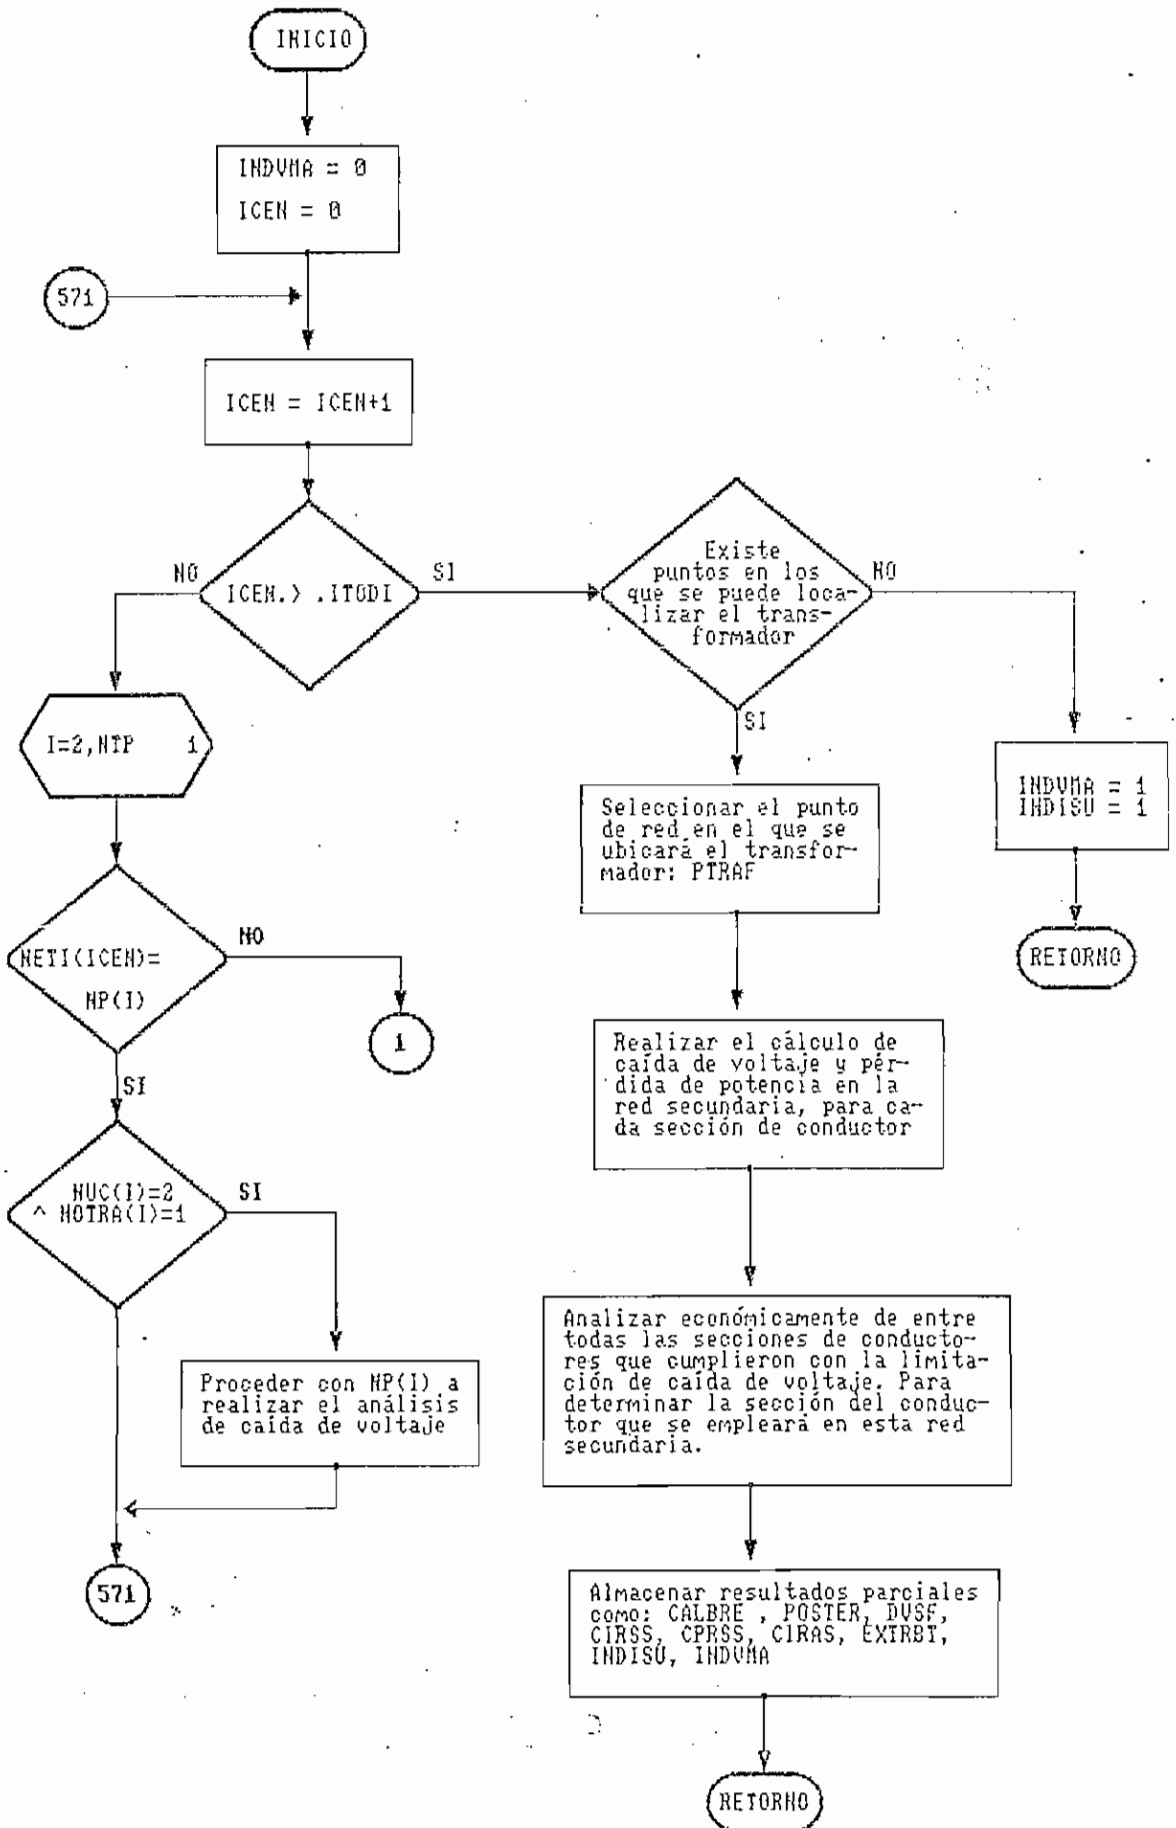 INICIO
INDVMA = 0
ICEN = 0
571
ICEN = ICEN+1
NO
ICEN.> .ITODI
SI
Existe
puntos en los
que se puede loca-
lizar el trans-
formador
NO
SI
I=2,NTP 1
INDVMA = 1
INDISU = 1
RETORNO
Seleccionar el punto
de red en el que se
ubicará el transfor-
mador: PTRAF
NETI(ICEN)=
NP(I)
NO
1
SI
Realizar el cálculo de
caída de voltaje y pér-
dida de potencia en la
red secundaria, para ca-
da sección de conductor
NUC(I)=2
^ NOTRA(I)=1
SI
Proceder con NP(I) a
realizar el análisis
de caída de voltaje
571
Analizar económicamente de entre
todas las secciones de conducto-
res que cumplieron con la limita-
ción de caída de voltaje. Para
determinar la sección del conduc-
tor que se empleará en esta red
secundaria.
Almacenar resultados parciales
como: CALBRE , POSTER, DVSF,
CIRSS, CPRSS, CIRAS, EXTRBT,
INDISU, INDVMA
RETORNO